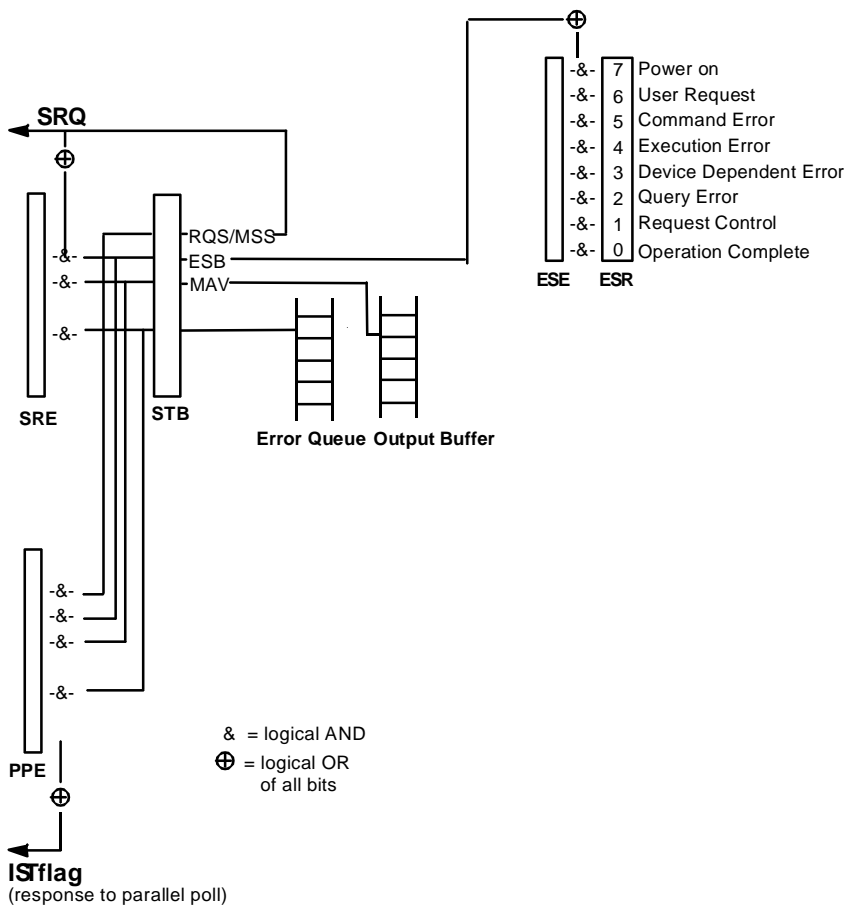 -&- 7 Power on
-&- 6 User Request
-&- 5 Command Error
-&- 4 Execution Error
-&- 3 Device Dependent Error
-&- 2 Query Error
-&- 1 Request Control
-&- 0 Operation Complete
ESE ESR
SRQ
RQS/MSS
-&- ESB
-&- MAV
-&-
SRE STB
Error Queue Output Buffer
-&-
-&-
-&-
-&-
PPE
& = logical AND
⊕ = logical OR
of all bits
ISTflag
(response to parallel poll)